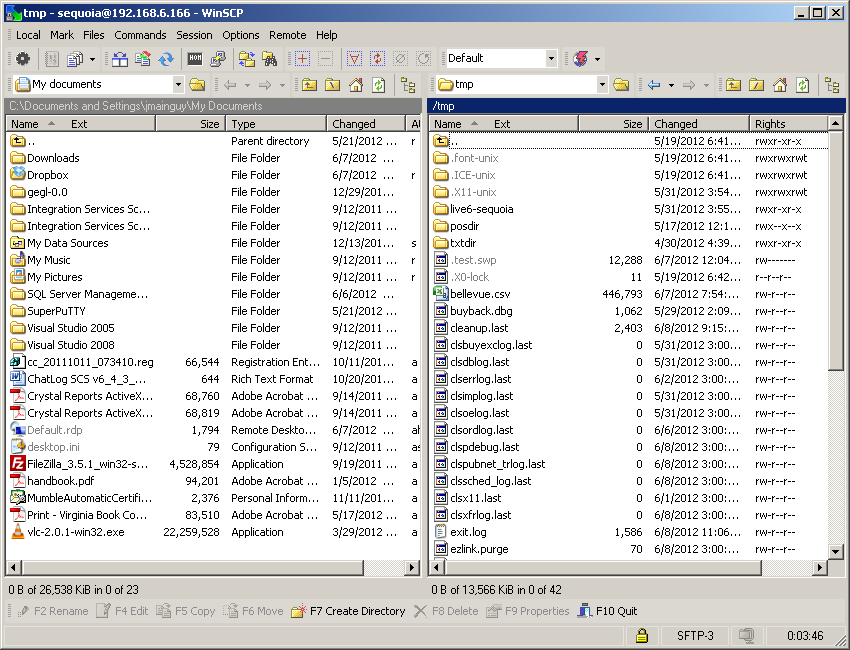 tmp - sequoia@192.168.6.166 - WinSCP
Local Mark Files Commands Session Options Remote Help
Default
My documents
tmp
C:\Documents and Settings\jmainguy\My Documents
/tmp
Name Ext Size Type Changed At
Name Ext Size Changed Rights
.. Parent directory 5/21/2012 ... r
Downloads File Folder 6/7/2012 ...
Dropbox File Folder 6/7/2012 ... r
gegl-0.0 File Folder 12/29/201...
Integration Services Sc... File Folder 9/12/2011 ...
Integration Services Sc... File Folder 9/12/2011 ...
My Data Sources File Folder 12/13/201... s
My Music File Folder 9/12/2011 ... r
My Pictures File Folder 9/12/2011 ... r
SQL Server Manageme... File Folder 6/6/2012 ...
SuperPuTTY File Folder 5/21/2012 ...
Visual Studio 2005 File Folder 9/12/2011 ...
Visual Studio 2008 File Folder 9/12/2011 ...
cc_20111011_073410.reg 66,544 Registration Ent... 10/11/201... a
ChatLog SCS v6_4_3_... 644 Rich Text Format 10/20/201... a
Crystal Reports ActiveX... 68,760 Adobe Acrobat ... 9/14/2011 ... a
Crystal Reports ActiveX... 68,819 Adobe Acrobat ... 9/14/2011 ... a
Default.rdp 1,794 Remote Deskto... 6/7/2012 ... ah
desktop.ini 79 Configuration S... 9/12/2011 ... as
FileZilla_3.5.1_win32-s... 4,528,854 Application 9/19/2011 ... a
handbook.pdf 94,201 Adobe Acrobat ... 1/5/2012 ... a
MumbleAutomaticCertifi... 2,376 Personal Inform... 11/11/201... a
Print - Virginia Book Co... 83,510 Adobe Acrobat ... 5/17/2012 ... a
vlc-2.0.1-win32.exe 22,259,528 Application 3/29/2012 ... a
.. 5/19/2012 6:41... rwxr-xr-x
.font-unix 5/19/2012 6:41... rwxrwxrwt
.ICE-unix 5/19/2012 6:41... rwxrwxrwt
.X11-unix 5/31/2012 3:54... rwxrwxrwt
live6-sequoia 5/31/2012 3:55... rwxr-xr-x
posdir 5/17/2012 12:1... rwx--x--x
txtdir 4/30/2012 4:39... rwxr-xr-x
.test.swp 12,288 6/7/2012 12:04... rw-------
.X0-lock 11 5/19/2012 6:42... r--r--r--
bellevue.csv 446,793 6/7/2012 7:54:... rw-r--r--
buyback.dbg 1,062 5/29/2012 2:09... rw-r--r--
cleanup.last 2,403 6/8/2012 9:15:... rw-r--r--
clsbuyexclog.last 0 5/31/2012 3:00... rw-r--r--
clsdblog.last 0 5/31/2012 3:00... rw-r--r--
clserrlog.last 0 6/2/2012 3:00:... rw-r--r--
clsimplog.last 0 5/31/2012 3:00... rw-r--r--
clsoelog.last 0 5/31/2012 3:00... rw-r--r--
clsordlog.last 0 6/8/2012 3:00:... rw-r--r--
clspdebug.last 0 6/8/2012 3:00:... rw-r--r--
clspubnet_trlog.last 0 6/8/2012 3:00:... rw-r--r--
clssched_log.last 0 6/8/2012 3:00:... rw-r--r--
clsx11.last 0 6/1/2012 3:00:... rw-r--r--
clsxfrlog.last 0 6/8/2012 3:00:... rw-r--r--
exit.log 1,586 6/8/2012 11:06... rw-r--r--
ezlink.purge 70 6/8/2012 3:00:... rw-r--r--
0 B of 26,538 KiB in 0 of 23
0 B of 13,566 KiB in 0 of 42
F2 Rename F4 Edit F5 Copy F6 Move F7 Create Directory F8 Delete F9 Properties F10 Quit
SFTP-3 0:03:46